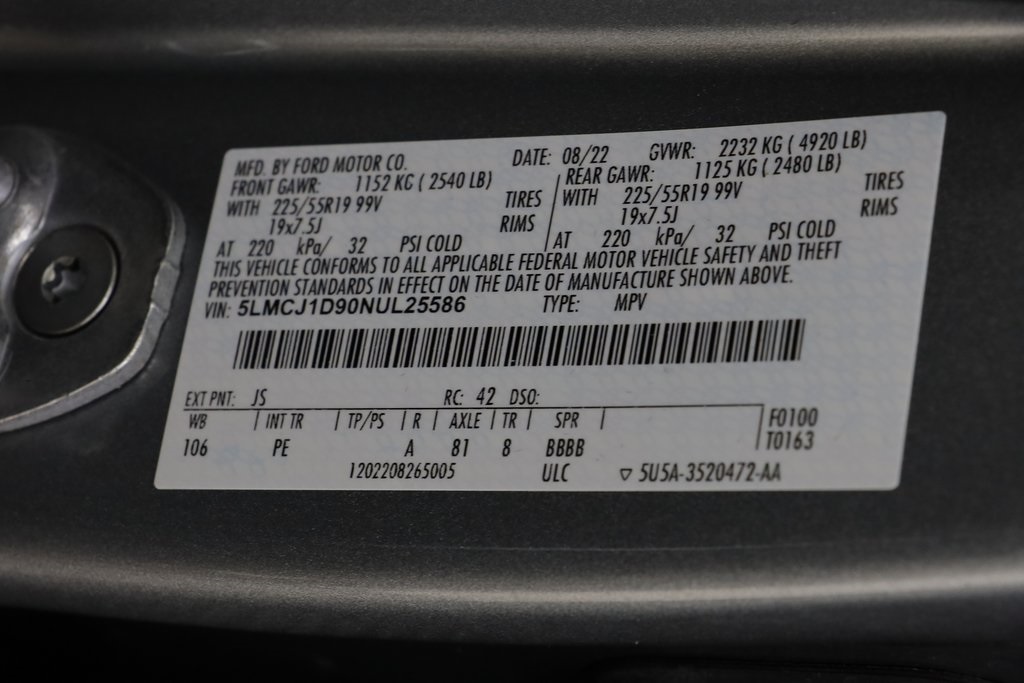 MFD. BY FORD MOTOR CO. DATE: 08/22 GVWR: 2232 KG ( 4920 LB)
FRONT GAWR: 1152 KG ( 2540 LB) REAR GAWR: 1125 KG ( 2480 LB)
WITH 225/55R19 99V TIRES WITH 225/55R19 99V TIRES
19x7.5J RIMS 19x7.5J RIMS
AT 220 kPa/ 32 PSI COLD AT 220 kPa/ 32 PSI COLD
THIS VEHICLE CONFORMS TO ALL APPLICABLE FEDERAL MOTOR VEHICLE SAFETY AND THEFT
PREVENTION STANDARDS IN EFFECT ON THE DATE OF MANUFACTURE SHOWN ABOVE.
VIN: 5LMCJ1D90NUL25586 TYPE: MPV
EXT PNT: JS RC: 42 DSO:
WB INT TR TP/PS R AXLE TR SPR F0100
106 PE A 81 8 BBBB T0163
1202208265005 ULC ▽ 5U5A-3520472-AA